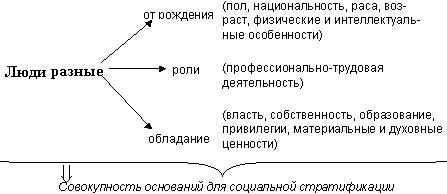 от рождения
(пол, национальность, раса, воз-
раст, физические и интеллектуаль-
ные особенности)
Люди разные
роли
(профессионально-трудовая
деятельность)
обладание
(власть, собственность, образование,
привилегии, материальные и духовные
ценности)
Совокупность оснований для социальной стратификации